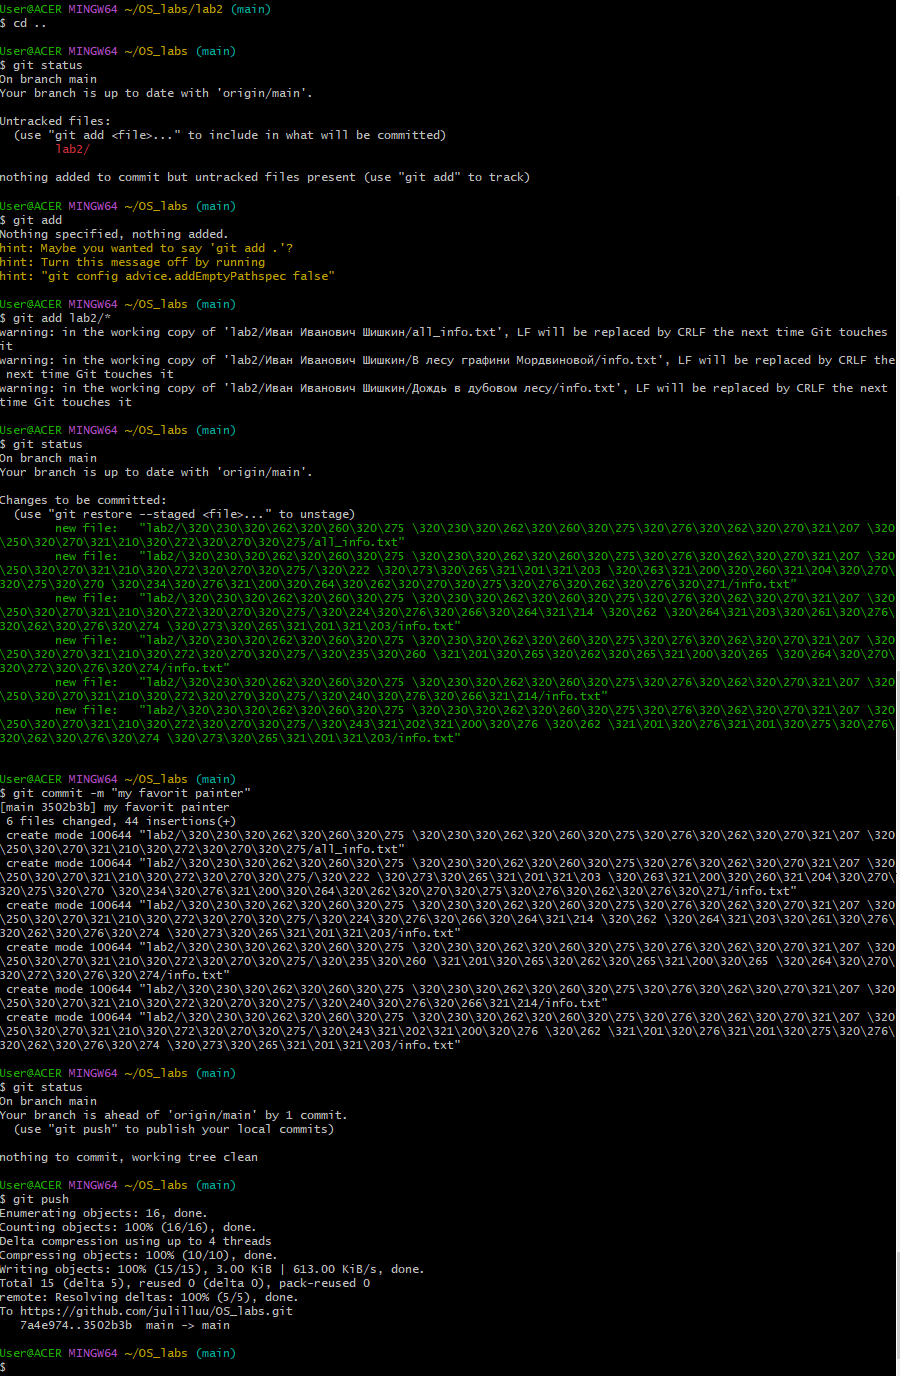 User@ACER MINGW64 ~/OS_labs/lab2 (main)
$ cd ..
User@ACER MINGW64 ~/OS_labs (main)
$ git status
On branch main
Your branch is up to date with 'origin/main'.
Untracked files:
  (use "git add <file>..." to include in what will be committed)
        lab2/
nothing added to commit but untracked files present (use "git add" to track)
User@ACER MINGW64 ~/OS_labs (main)
$ git add
Nothing specified, nothing added.
hint: Maybe you wanted to say 'git add .'?
hint: Turn this message off by running
hint: "git config advice.addEmptyPathspec false"
User@ACER MINGW64 ~/OS_labs (main)
$ git add lab2/*
warning: in the working copy of 'lab2/Иван Иванович Шишкин/all_info.txt', LF will be replaced by CRLF the next time Git touches
it
warning: in the working copy of 'lab2/Иван Иванович Шишкин/В лесу графини Мордвиновой/info.txt', LF will be replaced by CRLF the
 next time Git touches it
warning: in the working copy of 'lab2/Иван Иванович Шишкин/Дождь в дубовом лесу/info.txt', LF will be replaced by CRLF the next
time Git touches it
User@ACER MINGW64 ~/OS_labs (main)
$ git status
On branch main
Your branch is up to date with 'origin/main'.
Changes to be committed:
  (use "git restore --staged <file>..." to unstage)
        new file:   "lab2/\320\230\320\262\320\260\320\275 \320\230\320\262\320\260\320\275\320\276\320\262\320\270\321\207 \320
\250\320\270\321\210\320\272\320\270\320\275/all_info.txt"
        new file:   "lab2/\320\230\320\262\320\260\320\275 \320\230\320\262\320\260\320\275\320\276\320\262\320\270\321\207 \320
\250\320\270\321\210\320\272\320\270\320\275/\320\222 \320\273\320\265\321\201\321\203 \320\263\321\200\320\260\321\204\320\270\
320\275\320\270 \320\234\320\276\321\200\320\264\320\262\320\270\320\275\320\276\320\262\320\276\320\271/info.txt"
        new file:   "lab2/\320\230\320\262\320\260\320\275 \320\230\320\262\320\260\320\275\320\276\320\262\320\270\321\207 \320
\250\320\270\321\210\320\272\320\270\320\275/\320\224\320\276\320\266\320\264\321\214 \320\262 \320\264\321\203\320\261\320\276\
320\262\320\276\320\274 \320\273\320\265\321\201\321\203/info.txt"
        new file:   "lab2/\320\230\320\262\320\260\320\275 \320\230\320\262\320\260\320\275\320\276\320\262\320\270\321\207 \320
\250\320\270\321\210\320\272\320\270\320\275/\320\235\320\260 \321\201\320\265\320\262\320\265\321\200\320\265 \320\264\320\270\
320\272\320\276\320\274/info.txt"
        new file:   "lab2/\320\230\320\262\320\260\320\275 \320\230\320\262\320\260\320\275\320\276\320\262\320\270\321\207 \320
\250\320\270\321\210\320\272\320\270\320\275/\320\240\320\276\320\266\321\214/info.txt"
        new file:   "lab2/\320\230\320\262\320\260\320\275 \320\230\320\262\320\260\320\275\320\276\320\262\320\270\321\207 \320
\250\320\270\321\210\320\272\320\270\320\275/\320\243\321\202\321\200\320\276 \320\262 \321\201\320\276\321\201\320\275\320\276\
320\262\320\276\320\274 \320\273\320\265\321\201\321\203/info.txt"
User@ACER MINGW64 ~/OS_labs (main)
$ git commit -m "my favorit painter"
[main 3502b3b] my favorit painter
 6 files changed, 44 insertions(+)
 create mode 100644 "lab2/\320\230\320\262\320\260\320\275 \320\230\320\262\320\260\320\275\320\276\320\262\320\270\321\207 \320
\250\320\270\321\210\320\272\320\270\320\275/all_info.txt"
 create mode 100644 "lab2/\320\230\320\262\320\260\320\275 \320\230\320\262\320\260\320\275\320\276\320\262\320\270\321\207 \320
\250\320\270\321\210\320\272\320\270\320\275/\320\222 \320\273\320\265\321\201\321\203 \320\263\321\200\320\260\321\204\320\270\
320\275\320\270 \320\234\320\276\321\200\320\264\320\262\320\270\320\275\320\276\320\262\320\276\320\271/info.txt"
 create mode 100644 "lab2/\320\230\320\262\320\260\320\275 \320\230\320\262\320\260\320\275\320\276\320\262\320\270\321\207 \320
\250\320\270\321\210\320\272\320\270\320\275/\320\224\320\276\320\266\320\264\321\214 \320\262 \320\264\321\203\320\261\320\276\
320\262\320\276\320\274 \320\273\320\265\321\201\321\203/info.txt"
 create mode 100644 "lab2/\320\230\320\262\320\260\320\275 \320\230\320\262\320\260\320\275\320\276\320\262\320\270\321\207 \320
\250\320\270\321\210\320\272\320\270\320\275/\320\235\320\260 \321\201\320\265\320\262\320\265\321\200\320\265 \320\264\320\270\
320\272\320\276\320\274/info.txt"
 create mode 100644 "lab2/\320\230\320\262\320\260\320\275 \320\230\320\262\320\260\320\275\320\276\320\262\320\270\321\207 \320
\250\320\270\321\210\320\272\320\270\320\275/\320\240\320\276\320\266\321\214/info.txt"
 create mode 100644 "lab2/\320\230\320\262\320\260\320\275 \320\230\320\262\320\260\320\275\320\276\320\262\320\270\321\207 \320
\250\320\270\321\210\320\272\320\270\320\275/\320\243\321\202\321\200\320\276 \320\262 \321\201\320\276\321\201\320\275\320\276\
320\262\320\276\320\274 \320\273\320\265\321\201\321\203/info.txt"
User@ACER MINGW64 ~/OS_labs (main)
$ git status
On branch main
Your branch is ahead of 'origin/main' by 1 commit.
  (use "git push" to publish your local commits)
nothing to commit, working tree clean
User@ACER MINGW64 ~/OS_labs (main)
$ git push
Enumerating objects: 16, done.
Counting objects: 100% (16/16), done.
Delta compression using up to 4 threads
Compressing objects: 100% (10/10), done.
Writing objects: 100% (15/15), 3.00 KiB | 613.00 KiB/s, done.
Total 15 (delta 5), reused 0 (delta 0), pack-reused 0
remote: Resolving deltas: 100% (5/5), done.
To https://github.com/julilluu/OS_labs.git
   7a4e974..3502b3b  main -> main
User@ACER MINGW64 ~/OS_labs (main)
$